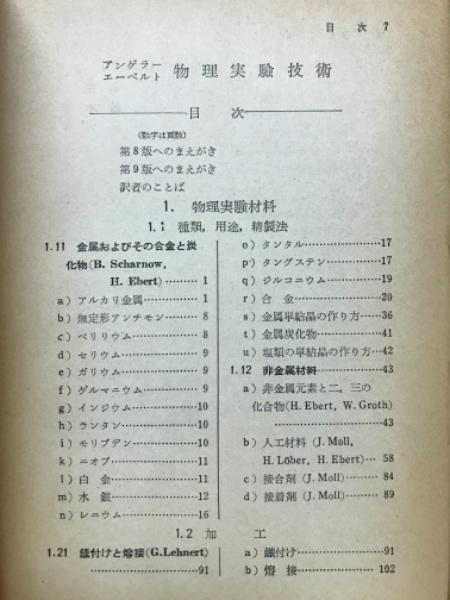 目 次 7
アンゲラー
エーベルト 物理実験技術
目 次
(数字は頁数)
第8版へのまえがき
第9版へのまえがき
訳者のことば
1. 物理実験材料
1.1 種類，用途，精製法
1.11 金属およびその合金と炭
化物(B. Scharnow,
H. Ebert)……… 1
a) アルカリ金属……………… 1
b) 無定形アンチモン………… 8
c) ベリリウム………………… 8
d) セリウム…………………… 9
e) ガリウム…………………… 9
f) ゲルマニウム……………… 9
g) インジウム…………………10
h) ランタン……………………10
i) モリブデン…………………10
k) ニオブ………………………11
l) 白 金………………………11
m) 水 銀………………………12
n) レニウム……………………16
o) タンタル……………………17
p) タングステン………………17
q) ジルコニウム………………19
r) 合 金………………………20
s) 金属単結晶の作り方……36
t) 金属炭化物…………………41
u) 塩類の単結晶の作り方…42
1.12 非金属材料………………43
a) 非金属元素と二，三の
化合物(H. Ebert, W. Groth)
……………………………43
b) 人工材料 (J. Moll,
H. Löber, H. Ebert)… 58
c) 接合剤 (J. Moll)……… 84
d) 接着剤 (J. Moll)……… 89
1.2 加 工
1.21 鑞付けと熔接(G.Lehnert)
……………………………91
a) 鑞付け………………………91
b) 熔 接……………………102